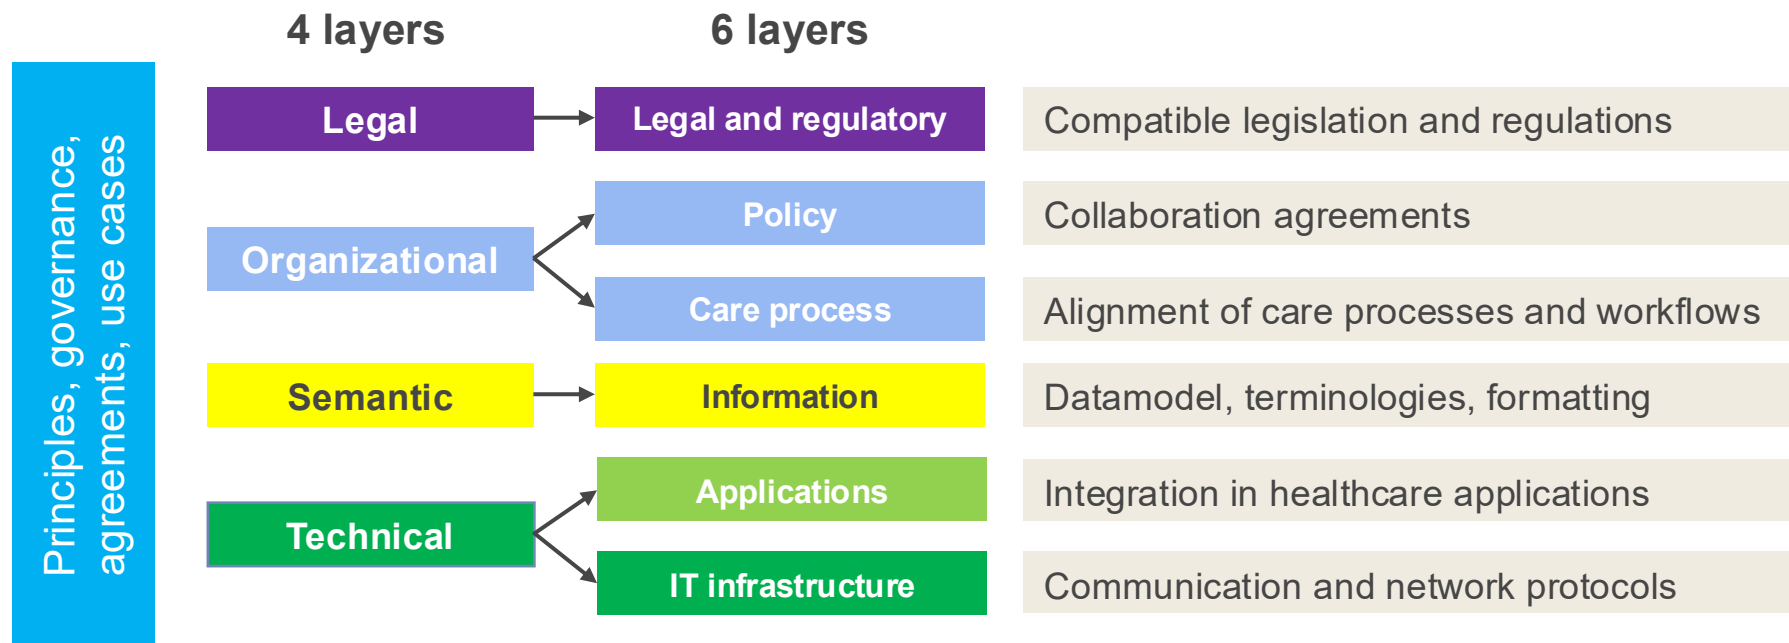 4 layers
6 layers
Principles, governance,
agreements, use cases
Legal
Legal and regulatory
Compatible legislation and regulations
Organizational
Policy
Collaboration agreements
Care process
Alignment of care processes and workflows
Semantic
Information
Datamodel, terminologies, formatting
Technical
Applications
Integration in healthcare applications
IT infrastructure
Communication and network protocols